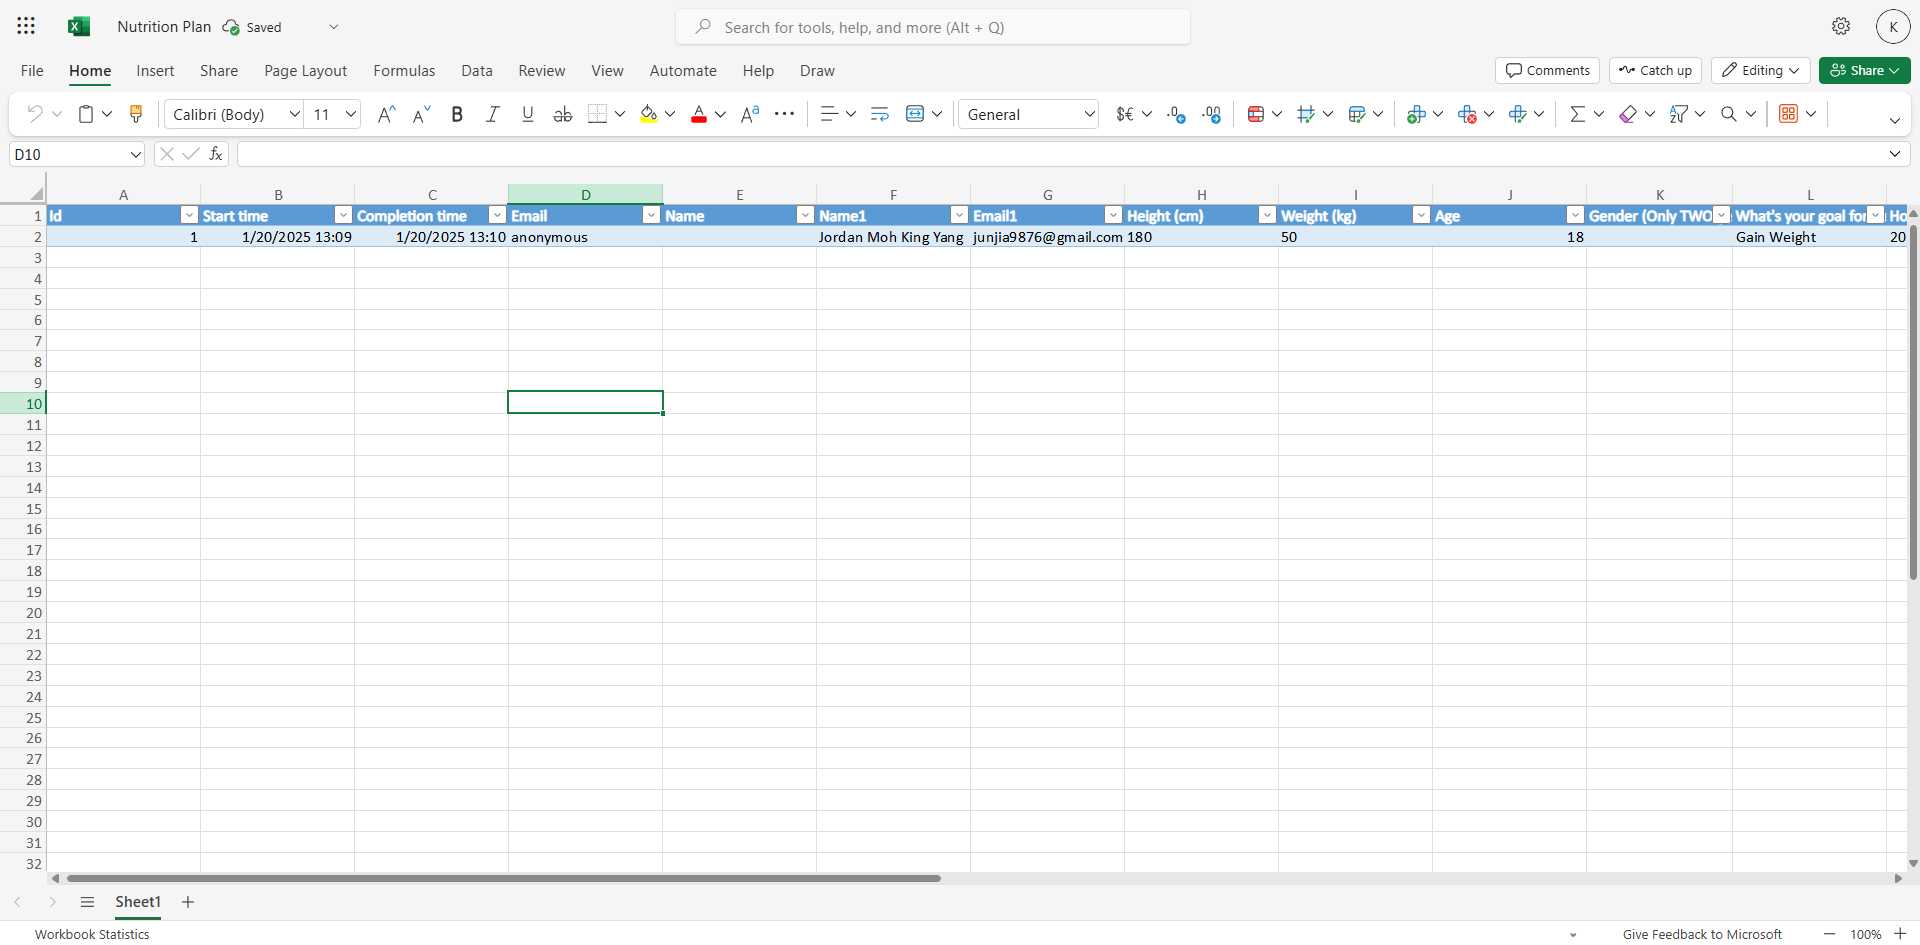 Nutrition Plan Saved
Search for tools, help, and more (Alt + Q)
K
File Home Insert Share Page Layout Formulas Data Review View Automate Help Draw
Comments Catch up Editing Share
Calibri (Body) 11 General
D10
A B C D E F G H I J K L
1 Id Start time Completion time Email Name Name1 Email1 Height (cm) Weight (kg) Age Gender (Only TWO What's your goal for Ho
2 1 1/20/2025 13:09 1/20/2025 13:10 anonymous Jordan Moh King Yang junjia9876@gmail.com 180 50 18 Gain Weight 20
3
4
5
6
7
8
9
10
11
12
13
14
15
16
17
18
19
20
21
22
23
24
25
26
27
28
29
30
31
32
Sheet1
Workbook Statistics Give Feedback to Microsoft 100%